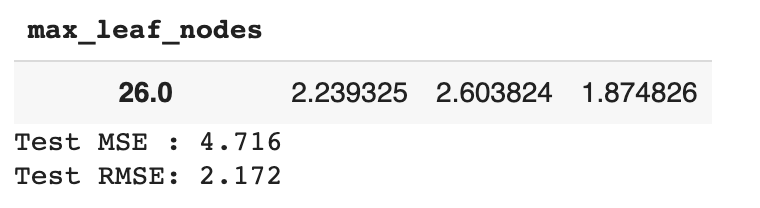 max_leaf_nodes
26.0 2.239325 2.603824 1.874826
Test MSE : 4.716
Test RMSE: 2.172